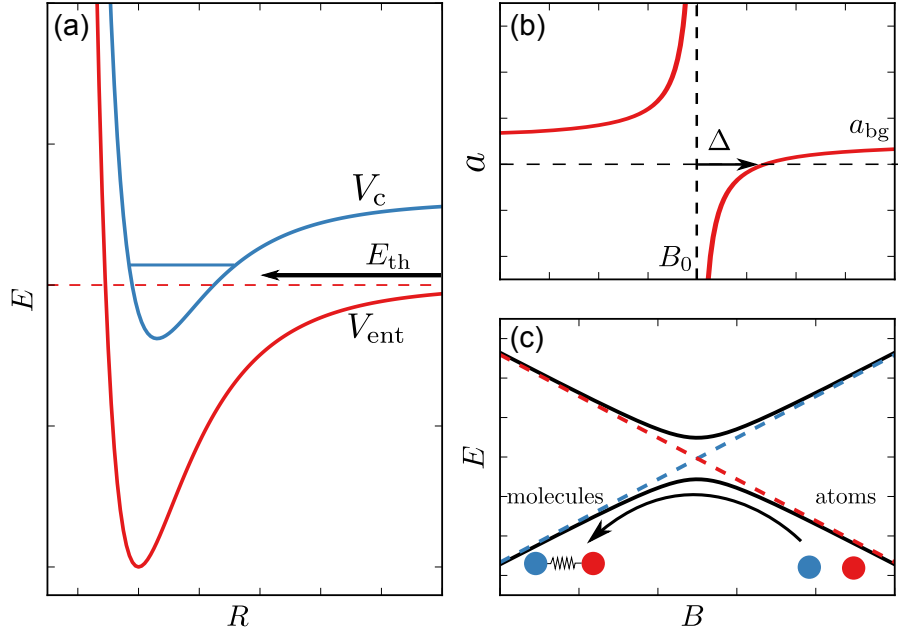 (a)
V_c
E_th
V_ent
E
R
(b)
a_bg
Δ
a
B_0
(c)
E
molecules
atoms
B